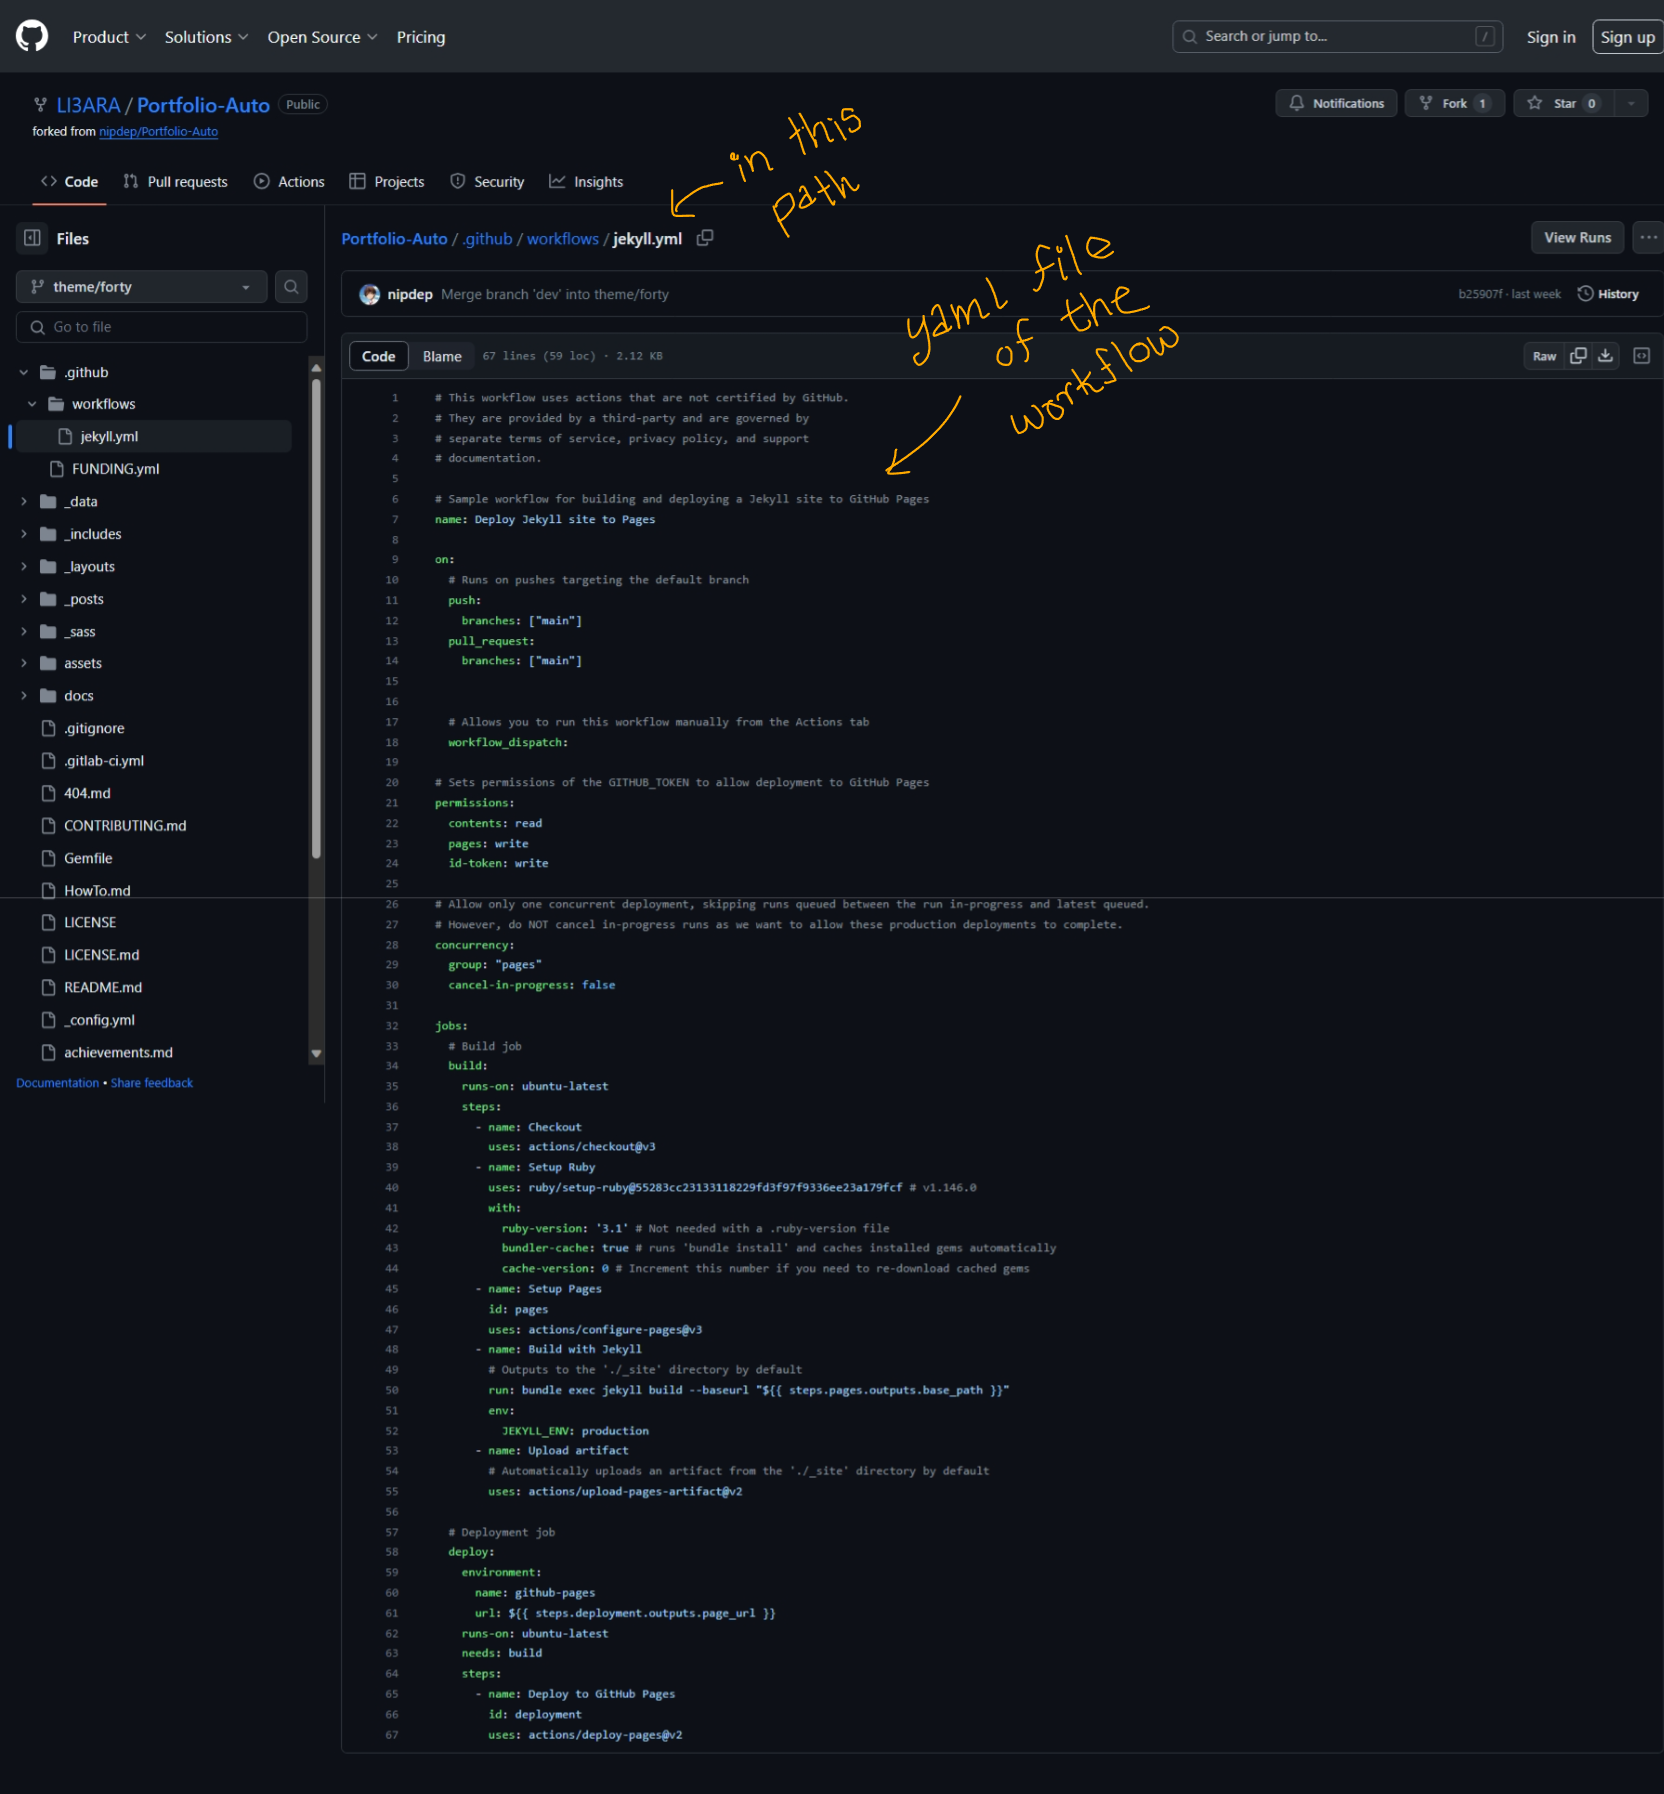 Product Solutions Open Source Pricing Search or jump to... / Sign in Sign up
LI3ARA / Portfolio-Auto Public Notifications Fork 1 Star 0
forked from nipdep/Portfolio-Auto
in this
path
Code Pull requests Actions Projects Security Insights
Files
Portfolio-Auto / .github / workflows / jekyll.yml View Runs ...
theme/forty
nipdep Merge branch 'dev' into theme/forty b25907f · last week History
yaml file
of the
workflow
Go to file
Code Blame 67 lines (59 loc) · 2.12 KB Raw
.github
workflows
jekyll.yml
FUNDING.yml
_data
_includes
_layouts
_posts
_sass
assets
docs
.gitignore
.gitlab-ci.yml
404.md
CONTRIBUTING.md
Gemfile
HowTo.md
LICENSE
LICENSE.md
README.md
_config.yml
achievements.md
Documentation • Share feedback
1 # This workflow uses actions that are not certified by GitHub.
2 # They are provided by a third-party and are governed by
3 # separate terms of service, privacy policy, and support
4 # documentation.
5
6 # Sample workflow for building and deploying a Jekyll site to GitHub Pages
7 name: Deploy Jekyll site to Pages
8
9 on:
10 # Runs on pushes targeting the default branch
11 push:
12 branches: ["main"]
13 pull_request:
14 branches: ["main"]
15
16
17 # Allows you to run this workflow manually from the Actions tab
18 workflow_dispatch:
19
20 # Sets permissions of the GITHUB_TOKEN to allow deployment to GitHub Pages
21 permissions:
22 contents: read
23 pages: write
24 id-token: write
25
26 # Allow only one concurrent deployment, skipping runs queued between the run in-progress and latest queued.
27 # However, do NOT cancel in-progress runs as we want to allow these production deployments to complete.
28 concurrency:
29 group: "pages"
30 cancel-in-progress: false
31
32 jobs:
33 # Build job
34 build:
35 runs-on: ubuntu-latest
36 steps:
37 - name: Checkout
38 uses: actions/checkout@v3
39 - name: Setup Ruby
40 uses: ruby/setup-ruby@55283cc23133118229fd3f97f9336ee23a179fcf # v1.146.0
41 with:
42 ruby-version: '3.1' # Not needed with a .ruby-version file
43 bundler-cache: true # runs 'bundle install' and caches installed gems automatically
44 cache-version: 0 # Increment this number if you need to re-download cached gems
45 - name: Setup Pages
46 id: pages
47 uses: actions/configure-pages@v3
48 - name: Build with Jekyll
49 # Outputs to the './_site' directory by default
50 run: bundle exec jekyll build --baseurl "${{ steps.pages.outputs.base_path }}"
51 env:
52 JEKYLL_ENV: production
53 - name: Upload artifact
54 # Automatically uploads an artifact from the './_site' directory by default
55 uses: actions/upload-pages-artifact@v2
56
57 # Deployment job
58 deploy:
59 environment:
60 name: github-pages
61 url: ${{ steps.deployment.outputs.page_url }}
62 runs-on: ubuntu-latest
63 needs: build
64 steps:
65 - name: Deploy to GitHub Pages
66 id: deployment
67 uses: actions/deploy-pages@v2